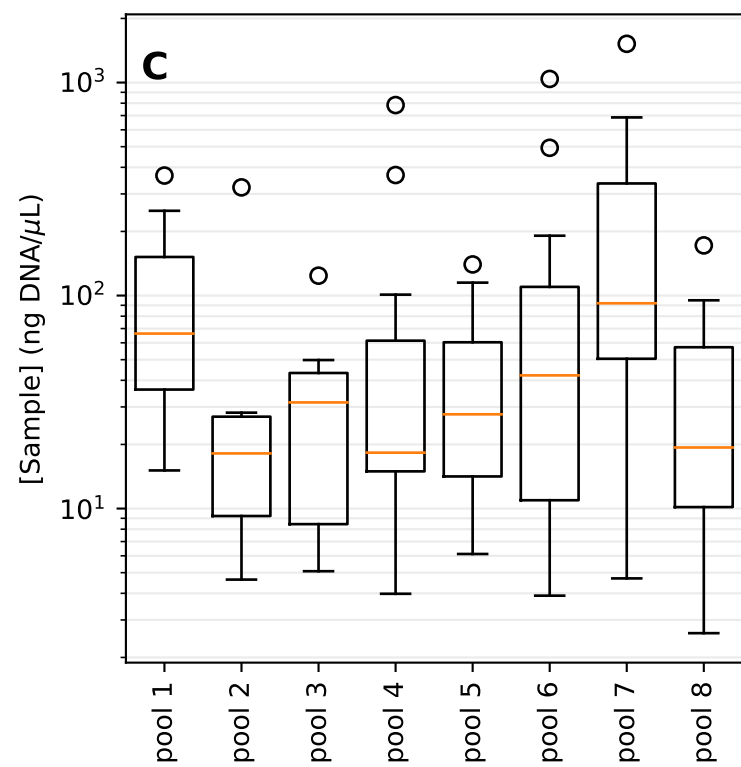 C
[Sample] (ng DNA/μL)
10³
10²
10¹
pool 1
pool 2
pool 3
pool 4
pool 5
pool 6
pool 7
pool 8